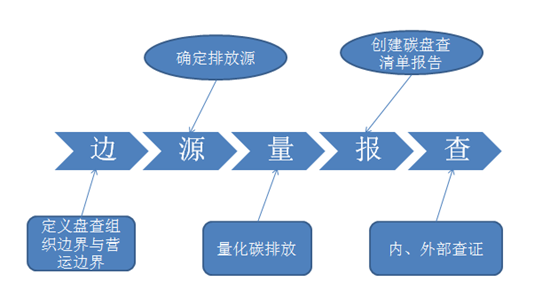 确定排放源
创建碳盘查
清单报告
边 源 量 报 查
定义盘查组
织边界与营
运边界
量化碳排放
内、外部查证